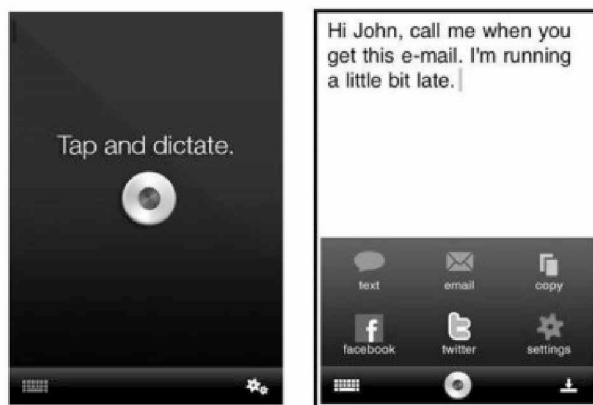 Tap and dictate.
Hi John, call me when you
get this e-mail. I'm running
a little bit late.
text email copy
facebook twitter settings